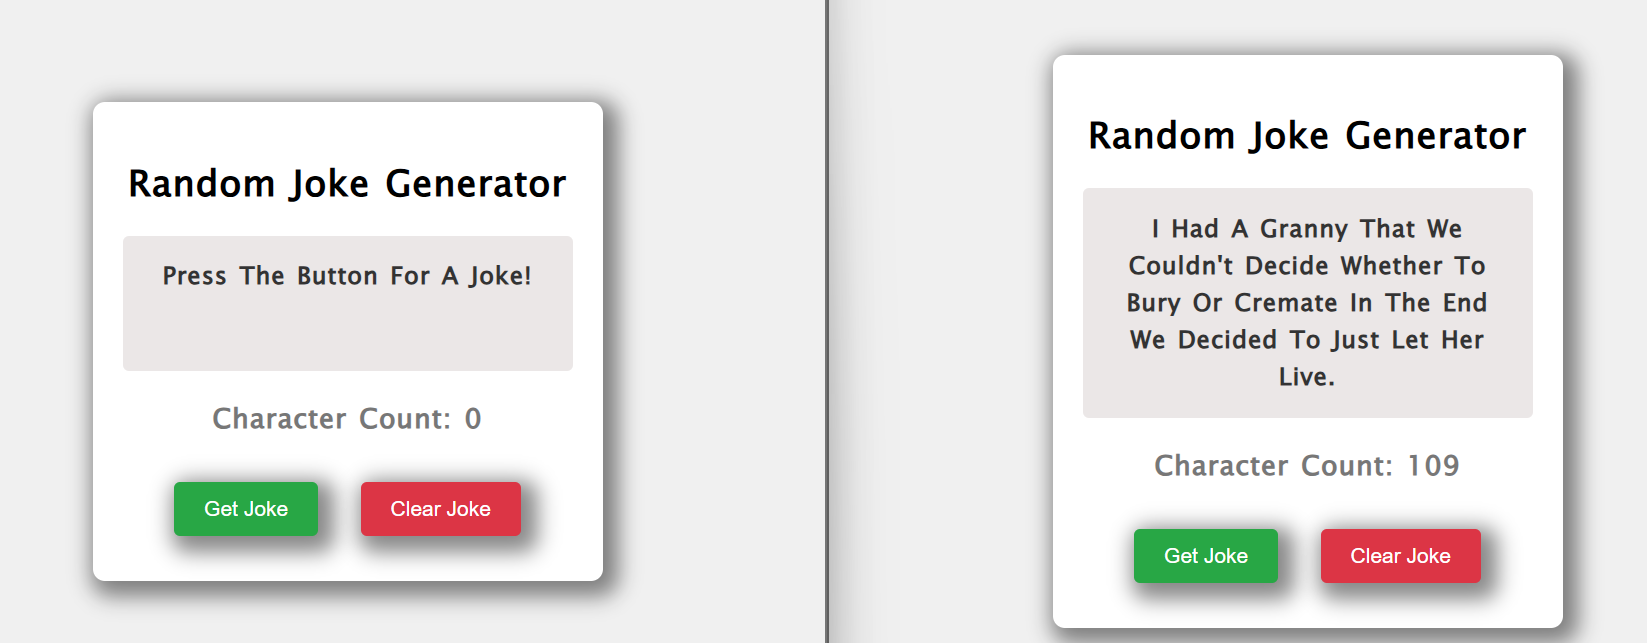 Random Joke Generator
Press The Button For A Joke!
Character Count: 0
Get Joke
Clear Joke
Random Joke Generator
I Had A Granny That We
Couldn't Decide Whether To
Bury Or Cremate In The End
We Decided To Just Let Her
Live.
Character Count: 109
Get Joke
Clear Joke